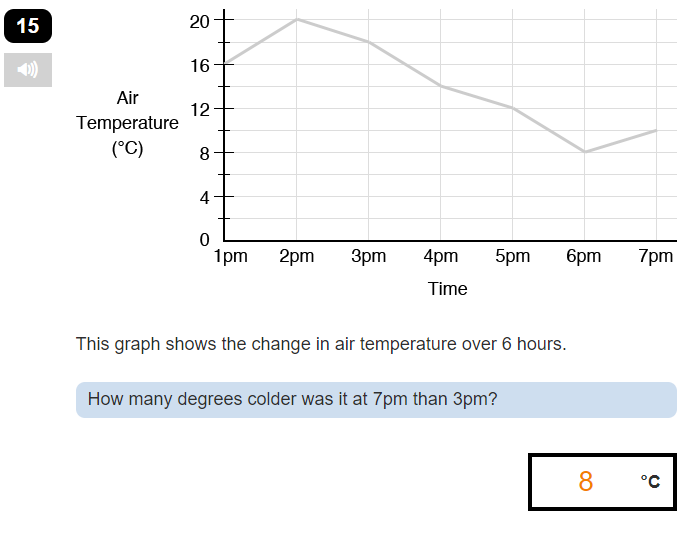 15
20
16
12
8
4
0
Air
Temperature
(°C)
1pm 2pm 3pm 4pm 5pm 6pm 7pm
Time
This graph shows the change in air temperature over 6 hours.
How many degrees colder was it at 7pm than 3pm?
8 °C